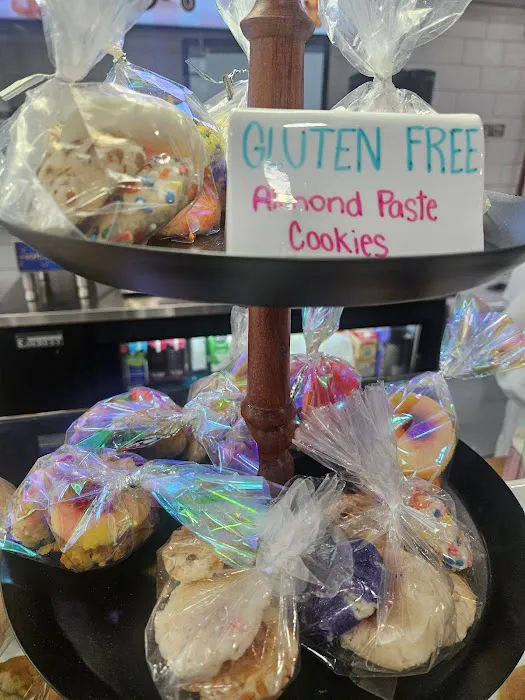 GLUTEN FREE
Almond Paste
Cookies